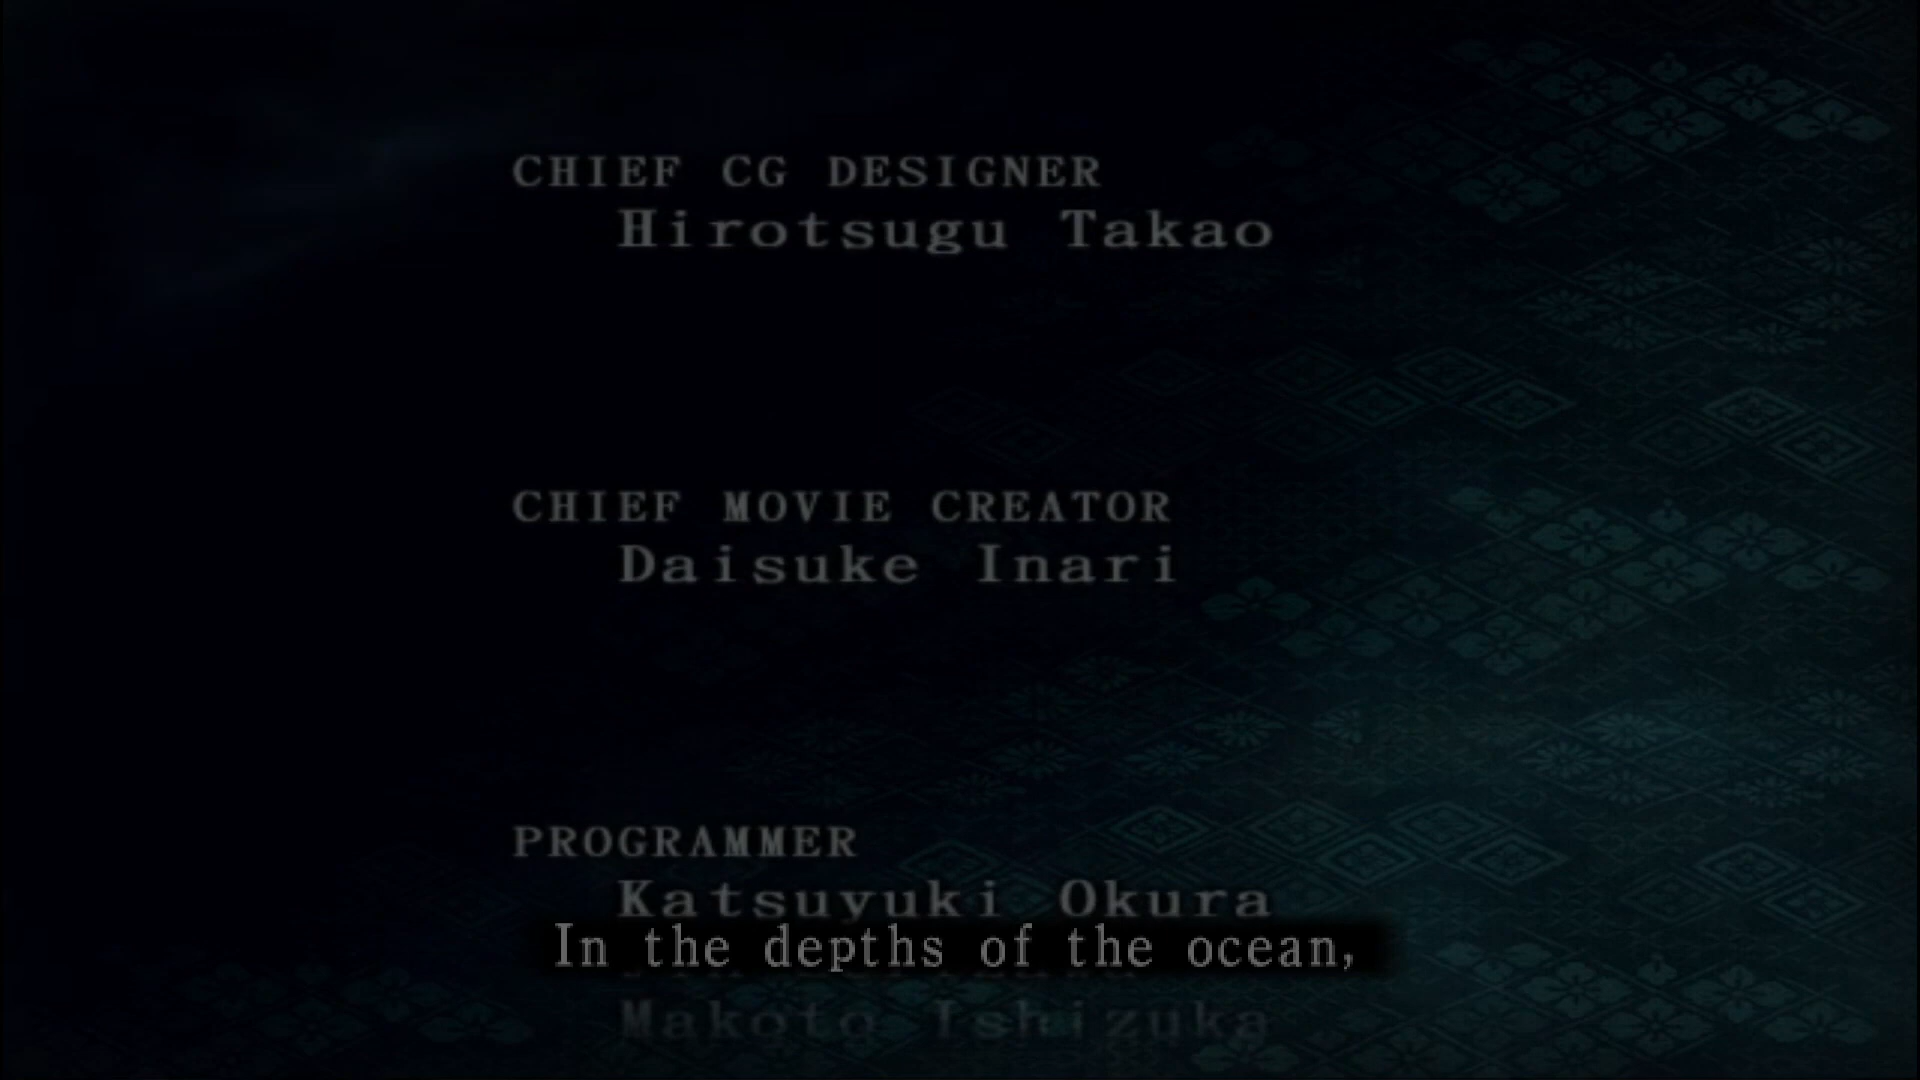 CHIEF CG DESIGNER
Hirotsugu Takao
CHIEF MOVIE CREATOR
Daisuke Inari
PROGRAMMER
Katsuyuki Okura
In the depths of the ocean,
Makoto Ishizuka